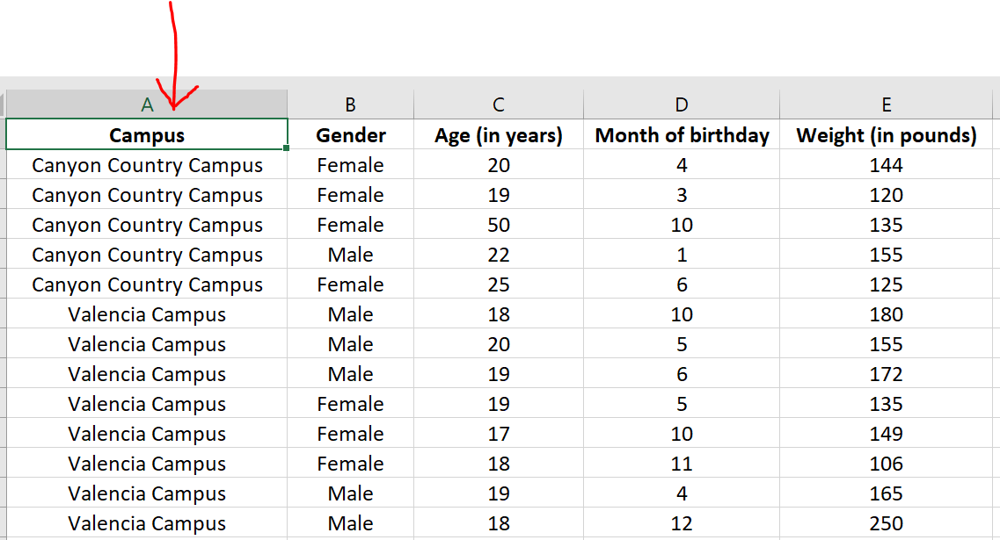 A B C D E
Campus Gender Age (in years) Month of birthday Weight (in pounds)
Canyon Country Campus Female 20 4 144
Canyon Country Campus Female 19 3 120
Canyon Country Campus Female 50 10 135
Canyon Country Campus Male 22 1 155
Canyon Country Campus Female 25 6 125
Valencia Campus Male 18 10 180
Valencia Campus Male 20 5 155
Valencia Campus Male 19 6 172
Valencia Campus Female 19 5 135
Valencia Campus Female 17 10 149
Valencia Campus Female 18 11 106
Valencia Campus Male 19 4 165
Valencia Campus Male 18 12 250